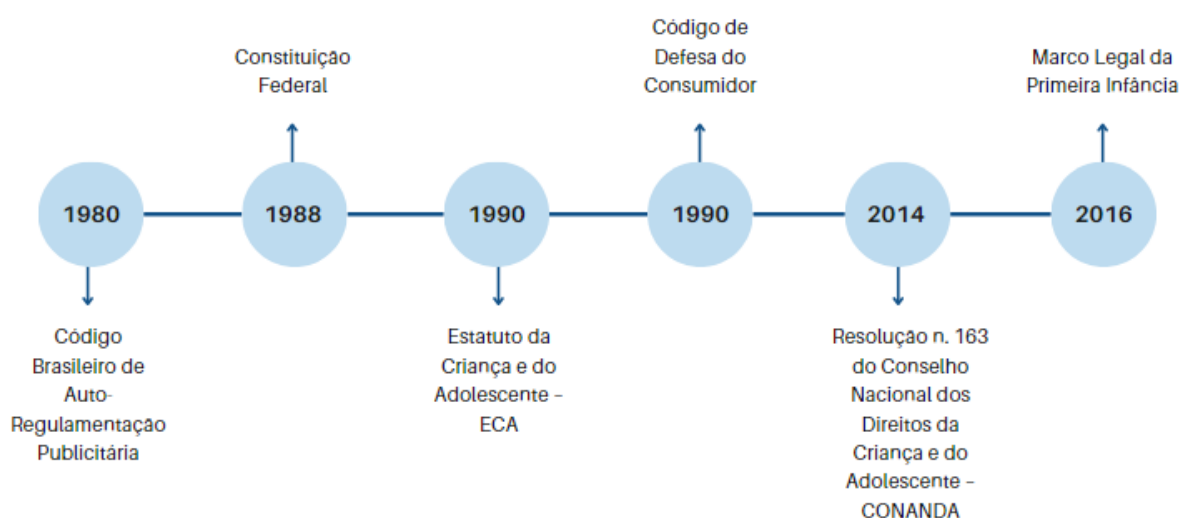 Constituição
Federal
Código de
Defesa do
Consumidor
Marco Legal da
Primeira Infância
1980
1988
1990
1990
2014
2016
Código
Brasileiro de
Auto-
Regulamentação
Publicitária
Estatuto da
Criança e do
Adolescente –
ECA
Resolução n. 163
do Conselho
Nacional dos
Direitos da
Criança e do
Adolescente –
CONANDA